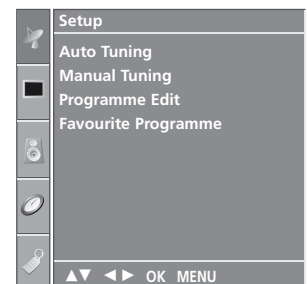 Setup
Auto Tuning
Manual Tuning
Programme Edit
Favourite Programme
▲▼ ◄► OK MENU